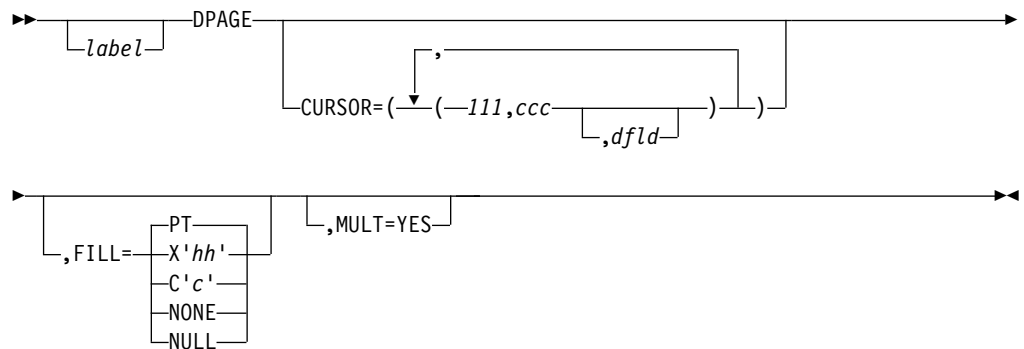 DPAGE
label
,
CURSOR=( ( 111,ccc ) )
,dfld
PT
,FILL= X'hh' ,MULT=YES
C'c'
NONE
NULL